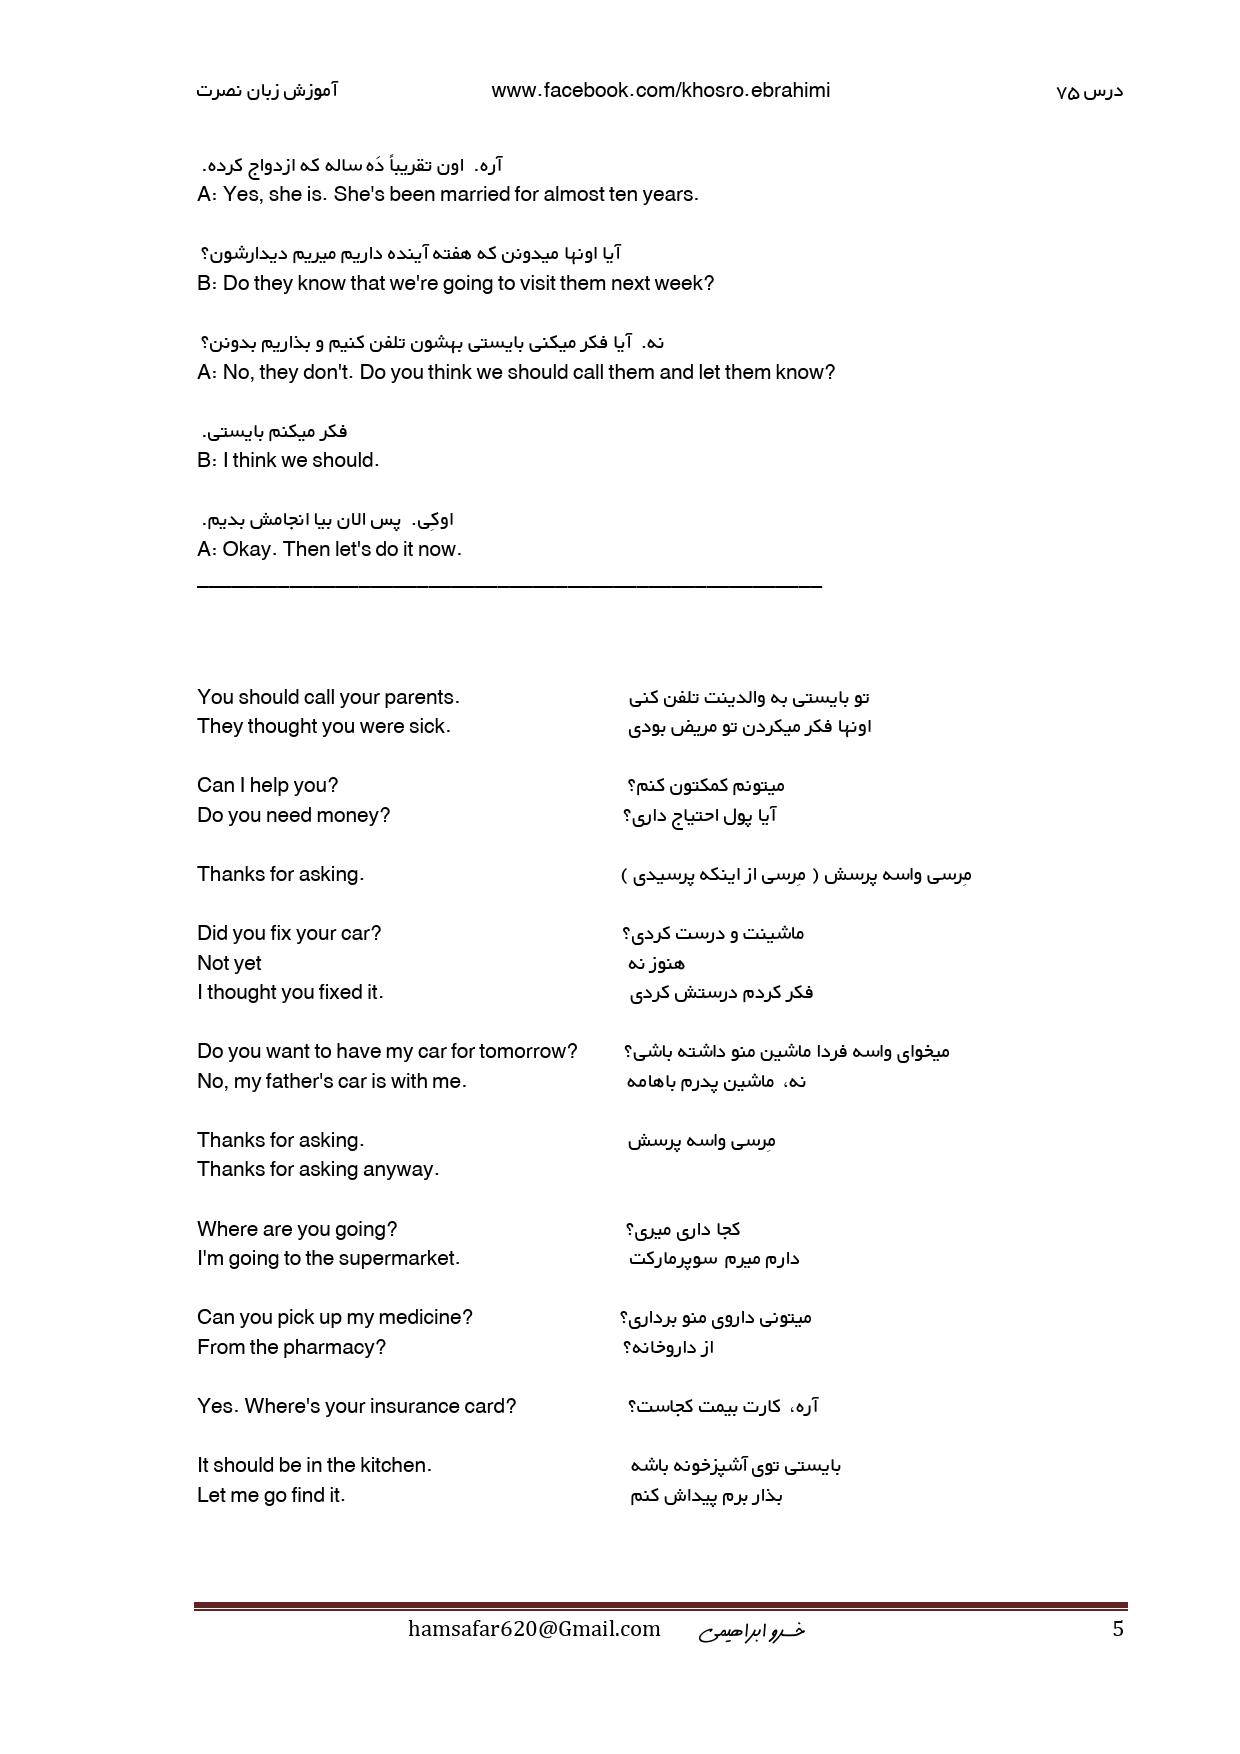 آموزش زبان نصرت www.facebook.com/khosro.ebrahimi درس ۷۵
آره. اون تقریباً دَه ساله که ازدواج کرده.
A: Yes, she is. She's been married for almost ten years.
آیا اونها میدونن که هفته آینده داریم میریم دیدارشون؟
B: Do they know that we're going to visit them next week?
نه. آیا فکر میکنی بایستی بهشون تلفن کنیم و بذاریم بدونن؟
A: No, they don't. Do you think we should call them and let them know?
فکر میکنم بایستی.
B: I think we should.
اوکِی. پس الان بیا انجامش بدیم.
A: Okay. Then let's do it now.
You should call your parents. تو بایستی به والدینت تلفن کنی
They thought you were sick. اونها فکر میکردن تو مریض بودی
Can I help you? میتونم کمکتون کنم؟
Do you need money? آیا پول احتیاج داری؟
Thanks for asking. مِرسی واسه پرسش ( مِرسی از اینکه پرسیدی )
Did you fix your car? ماشینت و درست کردی؟
Not yet هنوز نه
I thought you fixed it. فکر کردم درستش کردی
Do you want to have my car for tomorrow? میخوای واسه فردا ماشین منو داشته باشی؟
No, my father's car is with me. نه، ماشین پدرم باهامه
Thanks for asking. مِرسی واسه پرسش
Thanks for asking anyway.
Where are you going? کجا داری میری؟
I'm going to the supermarket. دارم میرم سوپرمارکت
Can you pick up my medicine? میتونی داروی منو برداری؟
From the pharmacy? از داروخانه؟
Yes. Where's your insurance card? آره، کارت بیمت کجاست؟
It should be in the kitchen. بایستی توی آشپزخونه باشه
Let me go find it. بذار برم پیداش کنم
hamsafar620@Gmail.com خسرو ابراهیمی 5